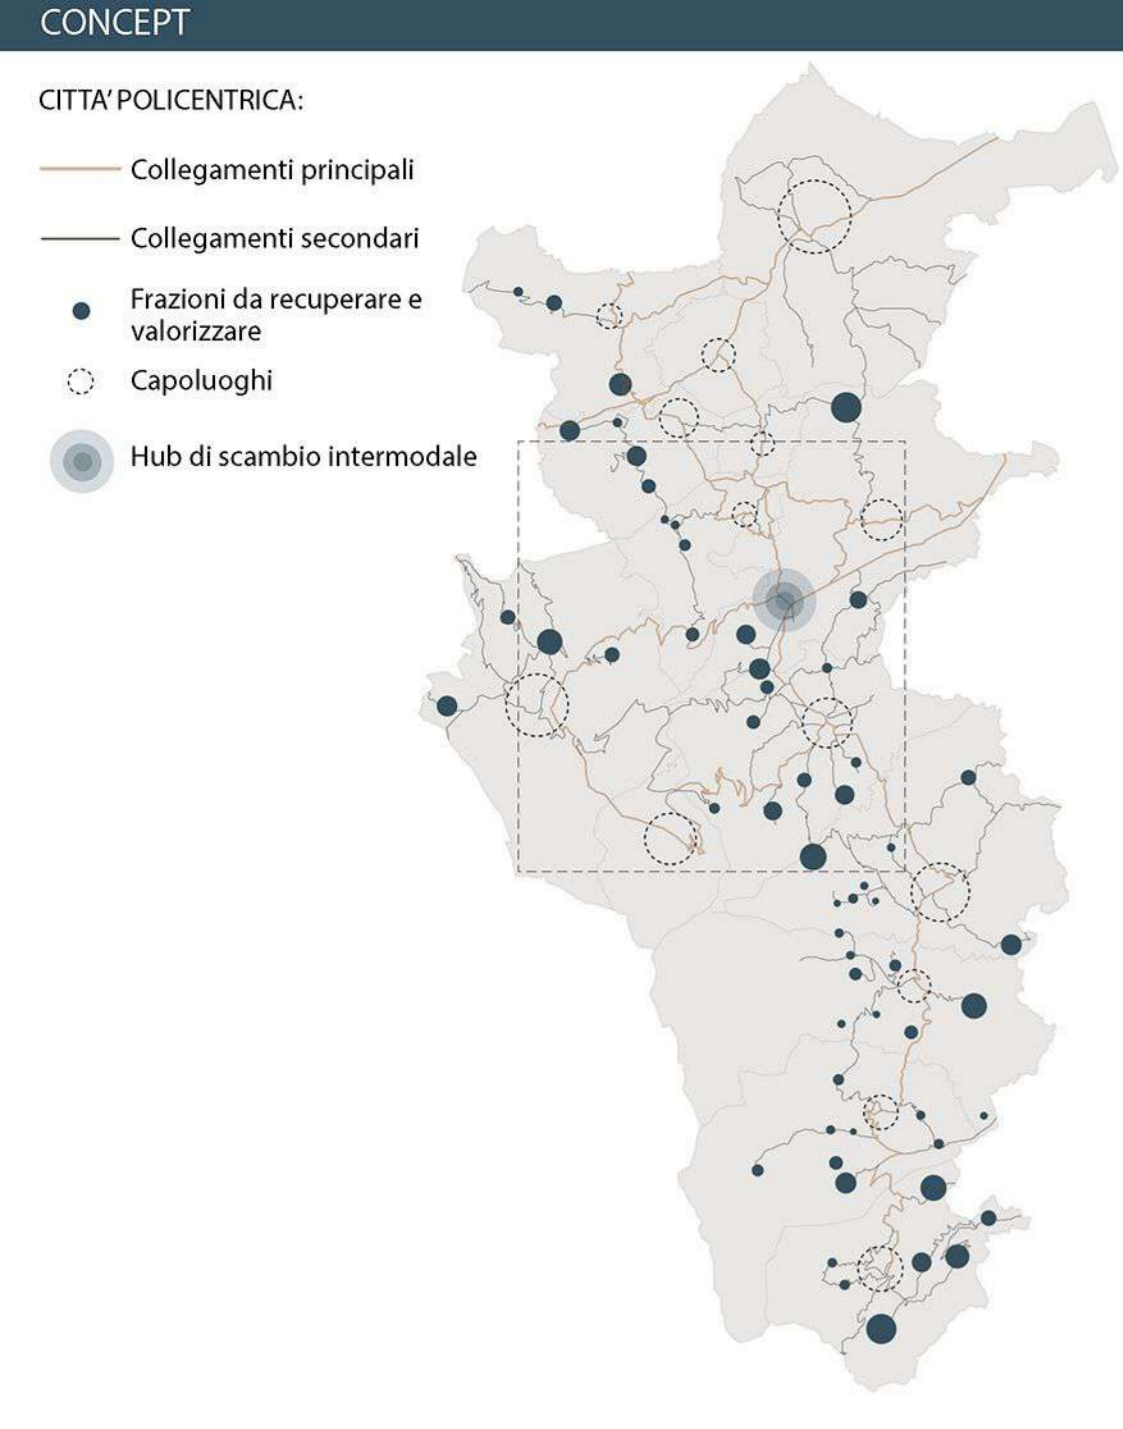 CONCEPT
CITTA' POLICENTRICA:
Collegamenti principali
Collegamenti secondari
Frazioni da recuperare e
valorizzare
Capoluoghi
Hub di scambio intermodale